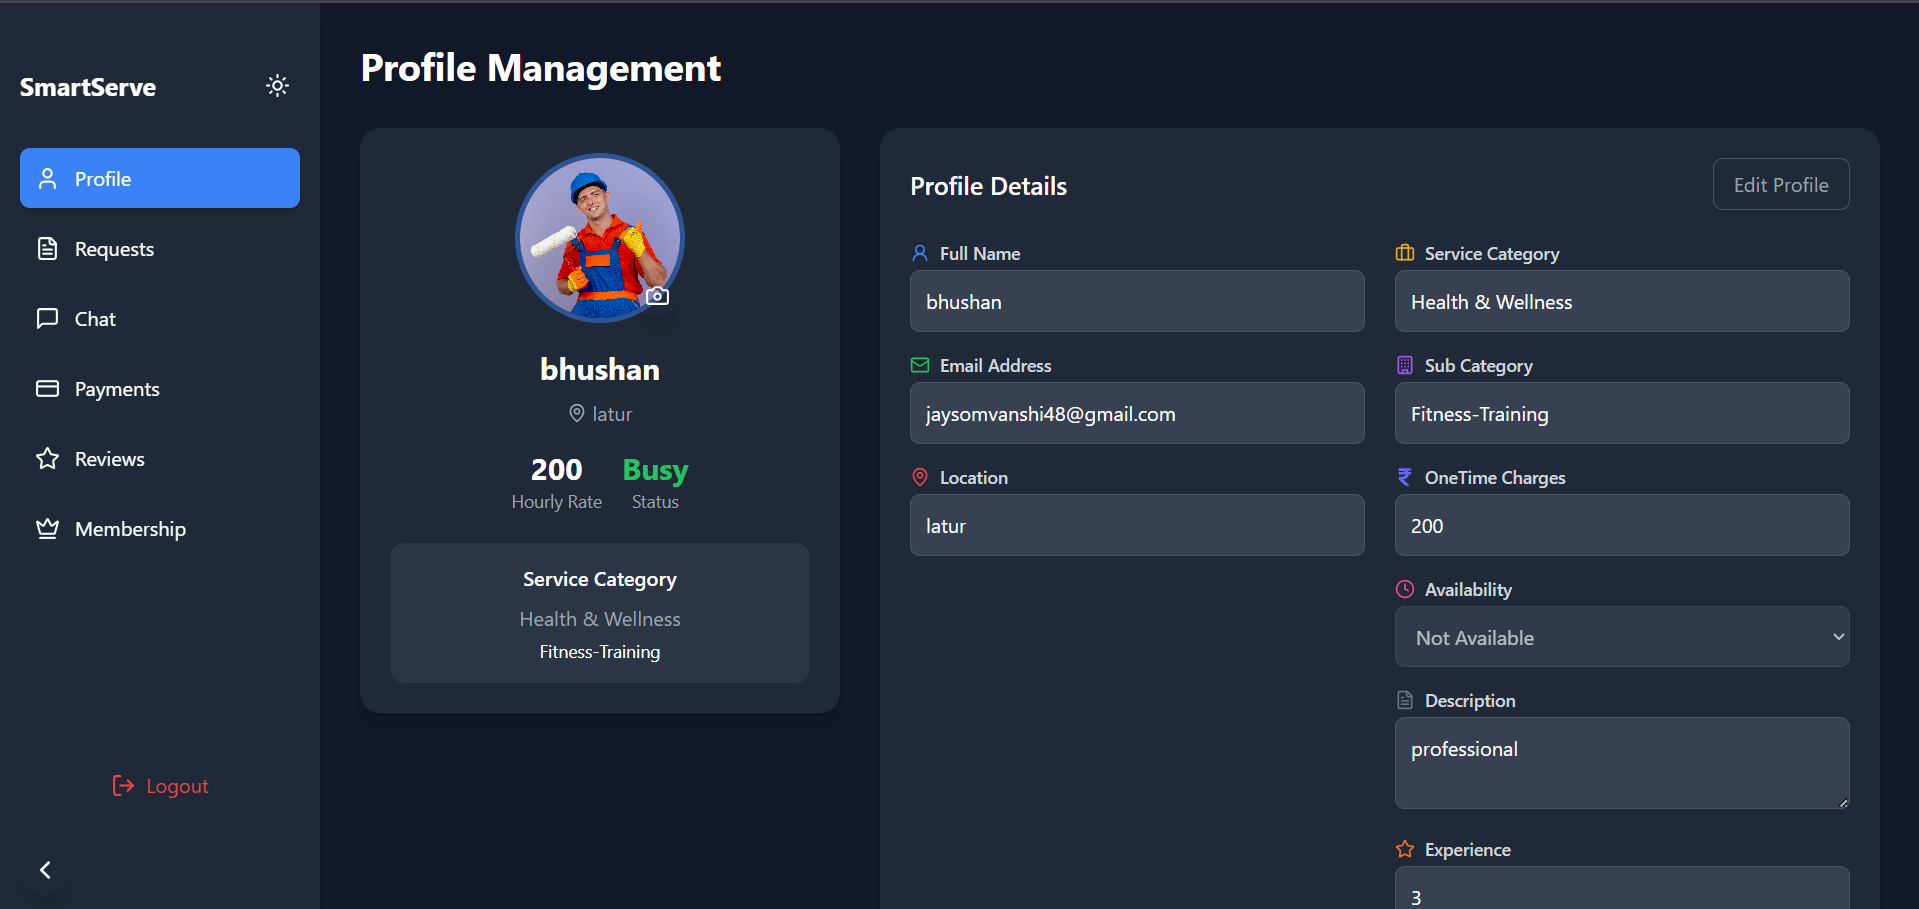 SmartServe
Profile
Requests
Chat
Payments
Reviews
Membership
Logout
Profile Management
bhushan
latur
200
Hourly Rate
Busy
Status
Service Category
Health & Wellness
Fitness-Training
Profile Details
Edit Profile
Full Name
bhushan
Email Address
jaysomvanshi48@gmail.com
Location
latur
Service Category
Health & Wellness
Sub Category
Fitness-Training
₹ OneTime Charges
200
Availability
Not Available
Description
professional
Experience
3